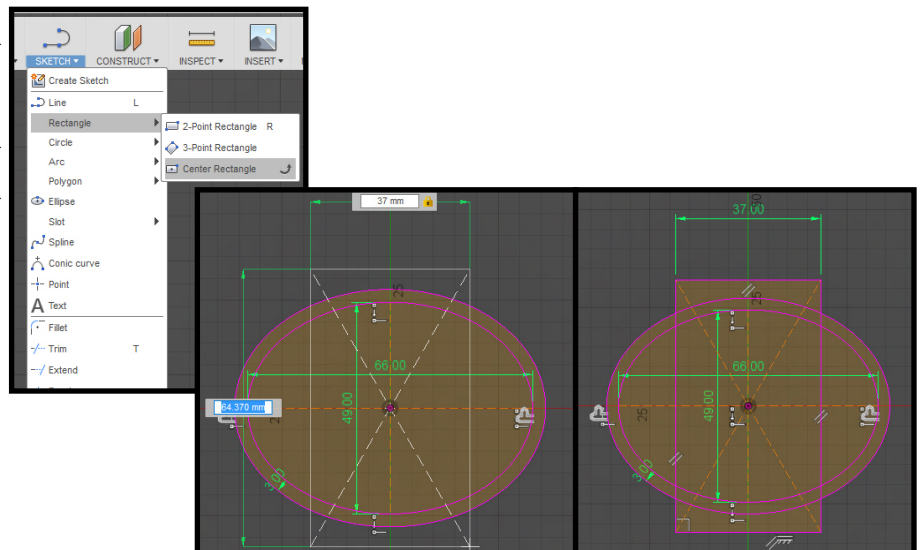 SKETCH ▾ CONSTRUCT ▾ INSPECT ▾ INSERT ▾
Create Sketch
Line L
Rectangle
2-Point Rectangle R
Circle
3-Point Rectangle
Arc
Center Rectangle
Polygon
Ellipse
Slot
Spline
Conic curve
Point
A Text
Fillet
Trim T
Extend
37 mm
25
66.00
64.370 mm
49.00
25
3.00
37.00
25
66.00
49.00
25
3.00